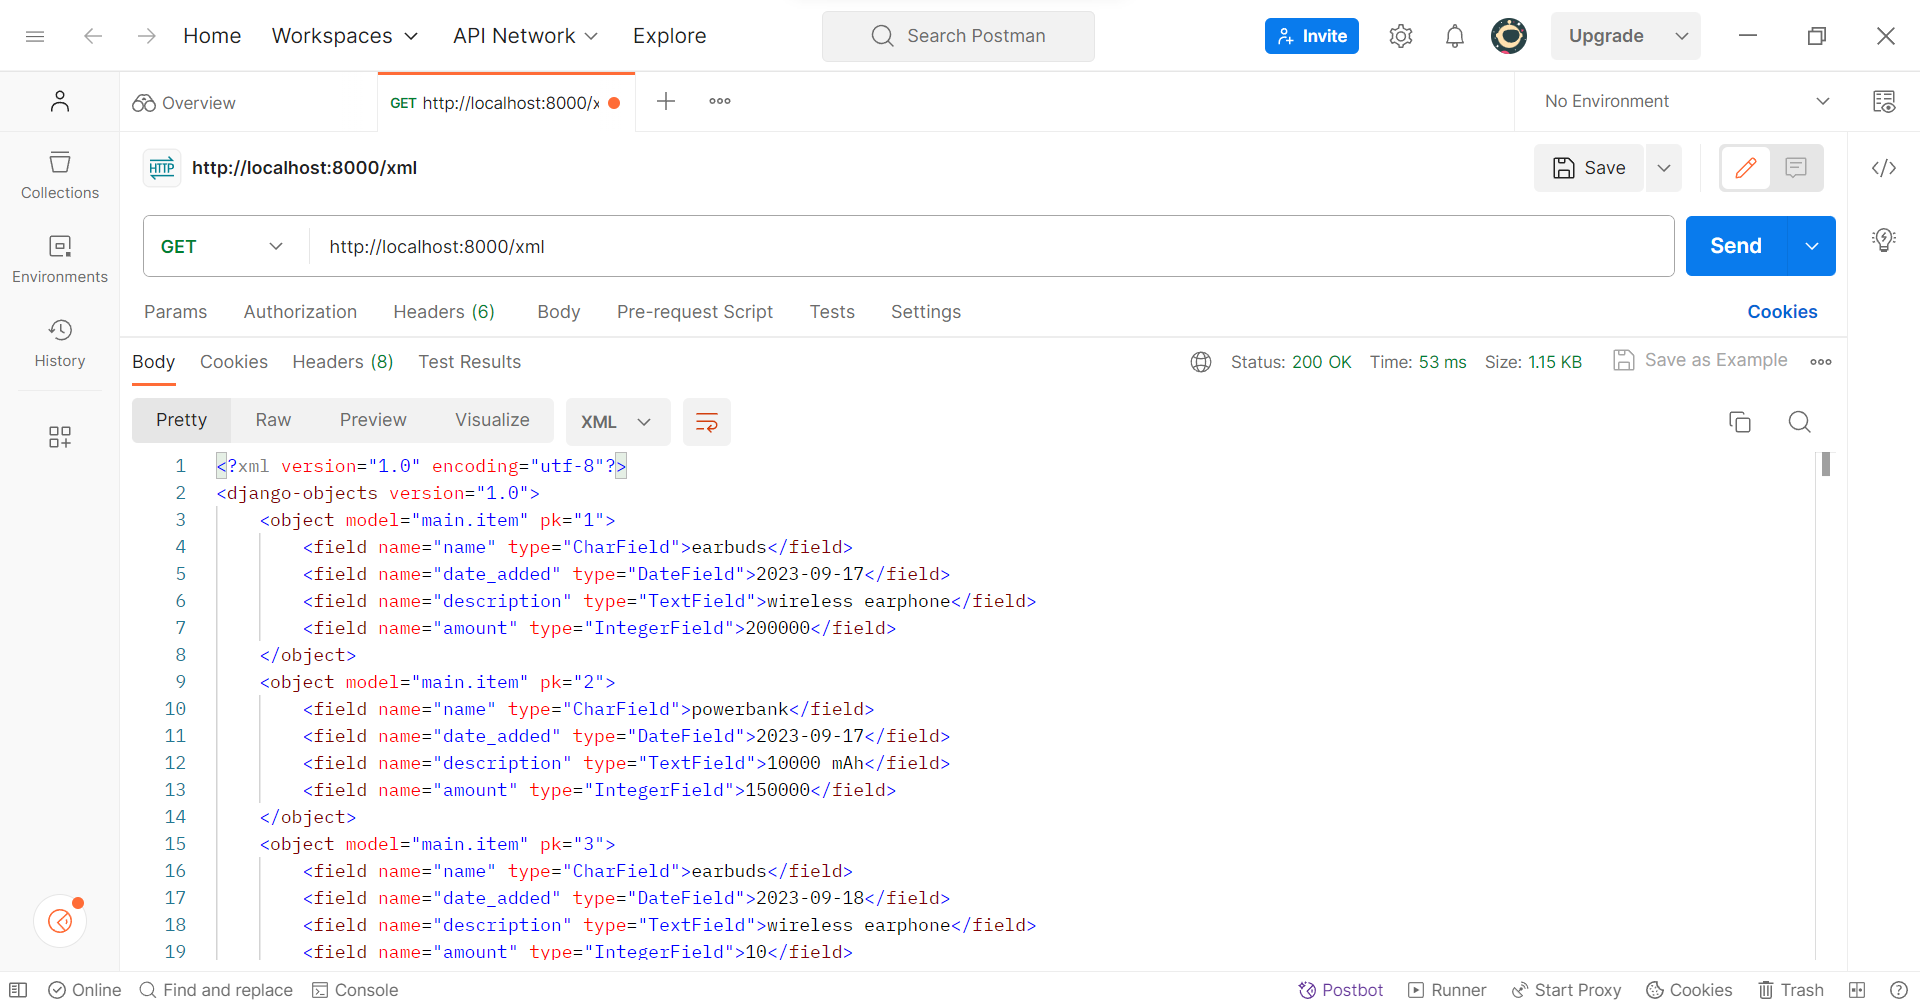 Home Workspaces API Network Explore Search Postman Invite Upgrade
Overview GET http://localhost:8000/x No Environment
HTTP http://localhost:8000/xml Save
Collections
Environments
History
GET http://localhost:8000/xml Send
Params Authorization Headers (6) Body Pre-request Script Tests Settings Cookies
Body Cookies Headers (8) Test Results Status: 200 OK Time: 53 ms Size: 1.15 KB Save as Example
Pretty Raw Preview Visualize XML
1 <?xml version="1.0" encoding="utf-8"?>
2 <django-objects version="1.0">
3 <object model="main.item" pk="1">
4 <field name="name" type="CharField">earbuds</field>
5 <field name="date_added" type="DateField">2023-09-17</field>
6 <field name="description" type="TextField">wireless earphone</field>
7 <field name="amount" type="IntegerField">200000</field>
8 </object>
9 <object model="main.item" pk="2">
10 <field name="name" type="CharField">powerbank</field>
11 <field name="date_added" type="DateField">2023-09-17</field>
12 <field name="description" type="TextField">10000 mAh</field>
13 <field name="amount" type="IntegerField">150000</field>
14 </object>
15 <object model="main.item" pk="3">
16 <field name="name" type="CharField">earbuds</field>
17 <field name="date_added" type="DateField">2023-09-18</field>
18 <field name="description" type="TextField">wireless earphone</field>
19 <field name="amount" type="IntegerField">10</field>
Online Find and replace Console Postbot Runner Start Proxy Cookies Trash